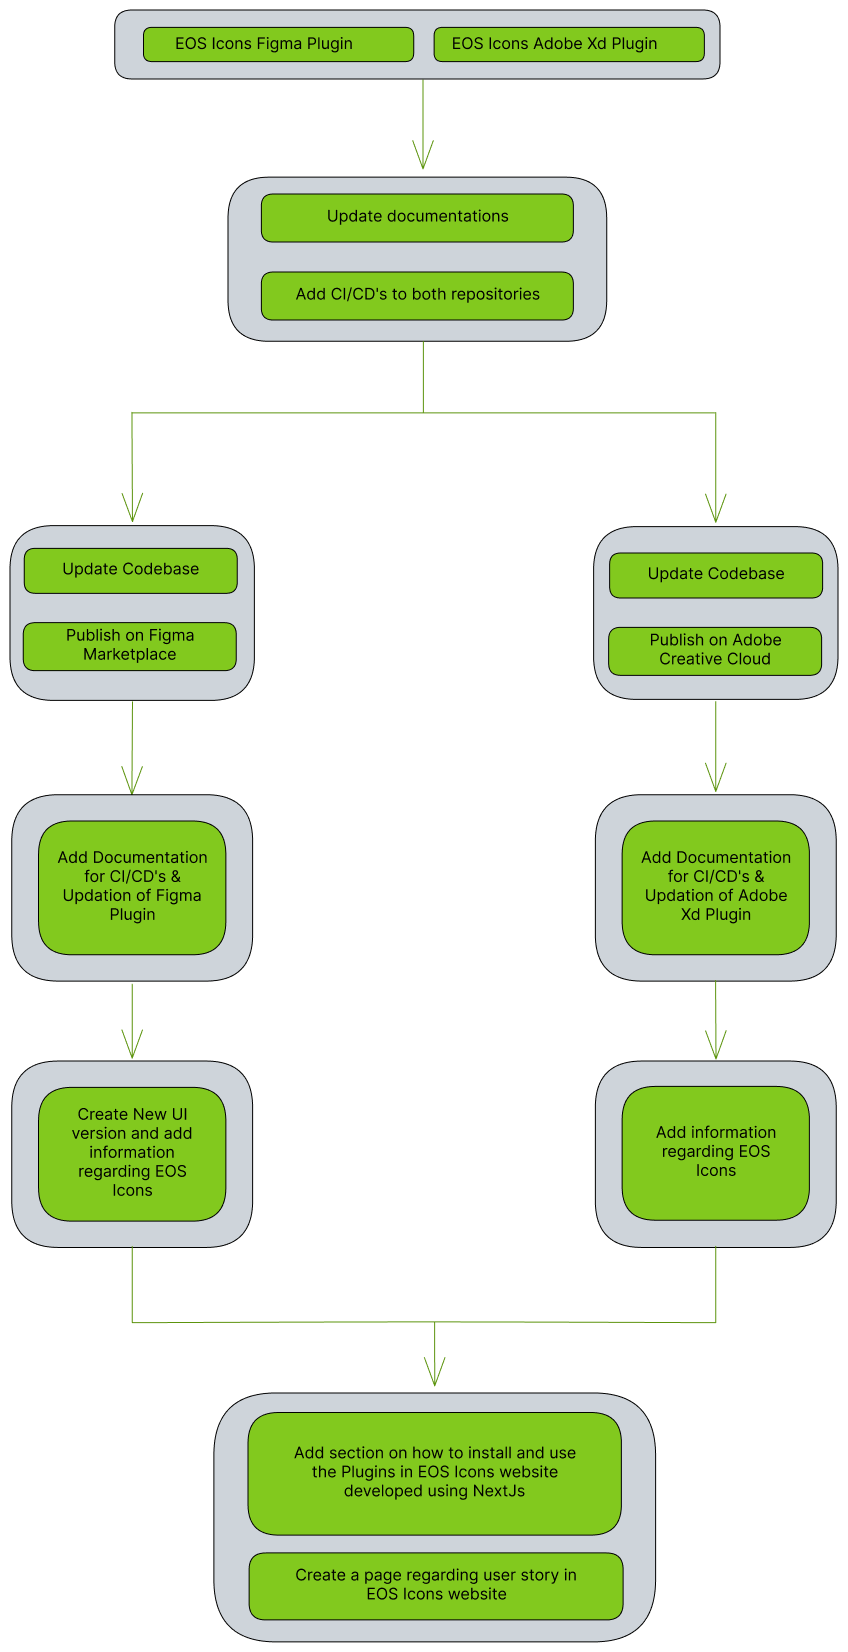 EOS Icons Figma Plugin
EOS Icons Adobe Xd Plugin
Update documentations
Add CI/CD's to both repositories
Update Codebase
Publish on Figma
Marketplace
Update Codebase
Publish on Adobe
Creative Cloud
Add Documentation
for CI/CD's &
Updation of Figma
Plugin
Add Documentation
for CI/CD's &
Updation of Adobe
Xd Plugin
Create New UI
version and add
information
regarding EOS
Icons
Add information
regarding EOS
Icons
Add section on how to install and use
the Plugins in EOS Icons website
developed using NextJs
Create a page regarding user story in
EOS Icons website